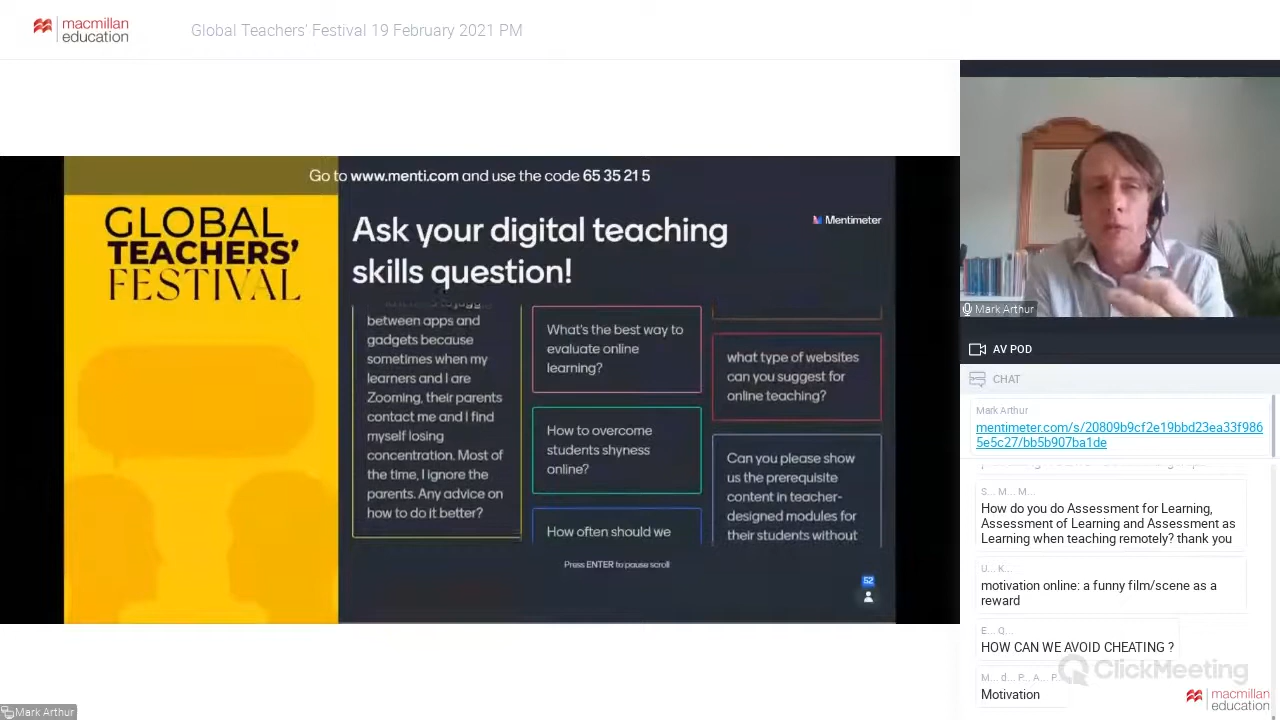 macmillan
education
Global Teachers' Festival 19 February 2021 PM
Go to www.menti.com and use the code 65 35 21 5
GLOBAL
TEACHERS'
FESTIVAL
Ask your digital teaching
skills question!
Mentimeter
between apps and
gadgets because
sometimes when my
learners and I are
Zooming, their parents
contact me and I find
myself losing
concentration. Most of
the time, I ignore the
parents. Any advice on
how to do it better?
What's the best way to
evaluate online
learning?
How to overcome
students shyness
online?
How often should we
what type of websites
can you suggest for
online teaching?
Can you please show
us the prerequisite
content in teacher-
designed modules for
their students without
Press ENTER to pause scroll
52
Mark Arthur
Mark Arthur
AV POD
CHAT
Mark Arthur
mentimeter.com/s/20809b9cf2e19bbd23ea33f986
5e5c27/bb5b907ba1de
S... M... M...
How do you do Assessment for Learning,
Assessment of Learning and Assessment as
Learning when teaching remotely? thank you
U... K...
motivation online: a funny film/scene as a
reward
E... Q...
HOW CAN WE AVOID CHEATING ?
M... d... P... A... P...
Motivation
ClickMeeting
macmillan
education